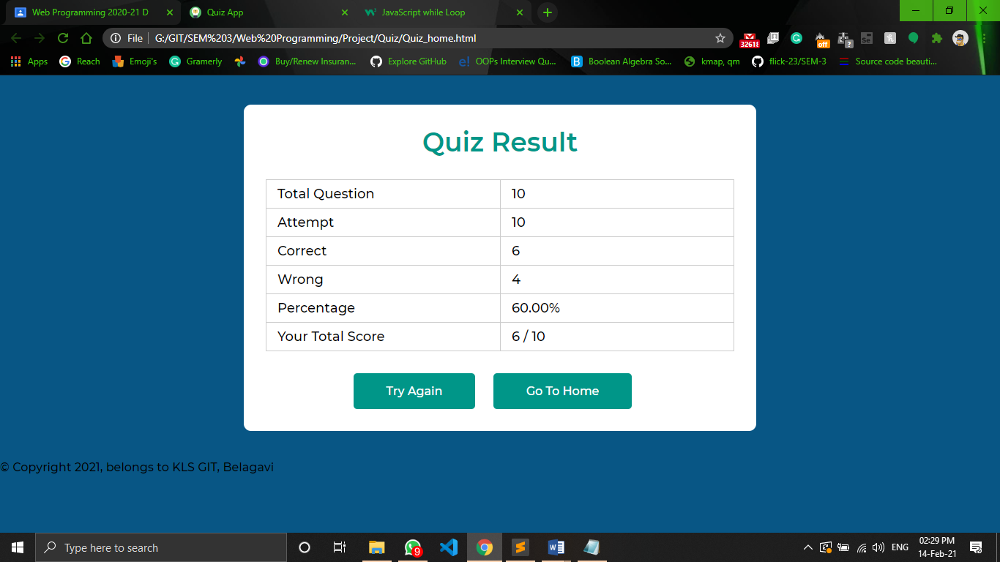 Web Programming 2020-21 D
Quiz App
JavaScript while Loop
File
G:/GIT/SEM%203/Web%20Programming/Project/Quiz/Quiz_home.html
32618
off
?
Se
Apps
Reach
Emoji's
Gramerly
Buy/Renew Insuran...
Explore GitHub
e!
OOPs Interview Qu...
B
Boolean Algebra So...
kmap, qm
flick-23/SEM-3
Source code beauti...
Quiz Result
Total Question 10
Attempt 10
Correct 6
Wrong 4
Percentage 60.00%
Your Total Score 6 / 10
Try Again
Go To Home
© Copyright 2021, belongs to KLS GIT, Belagavi
Type here to search
9
ENG
02:29 PM
14-Feb-21